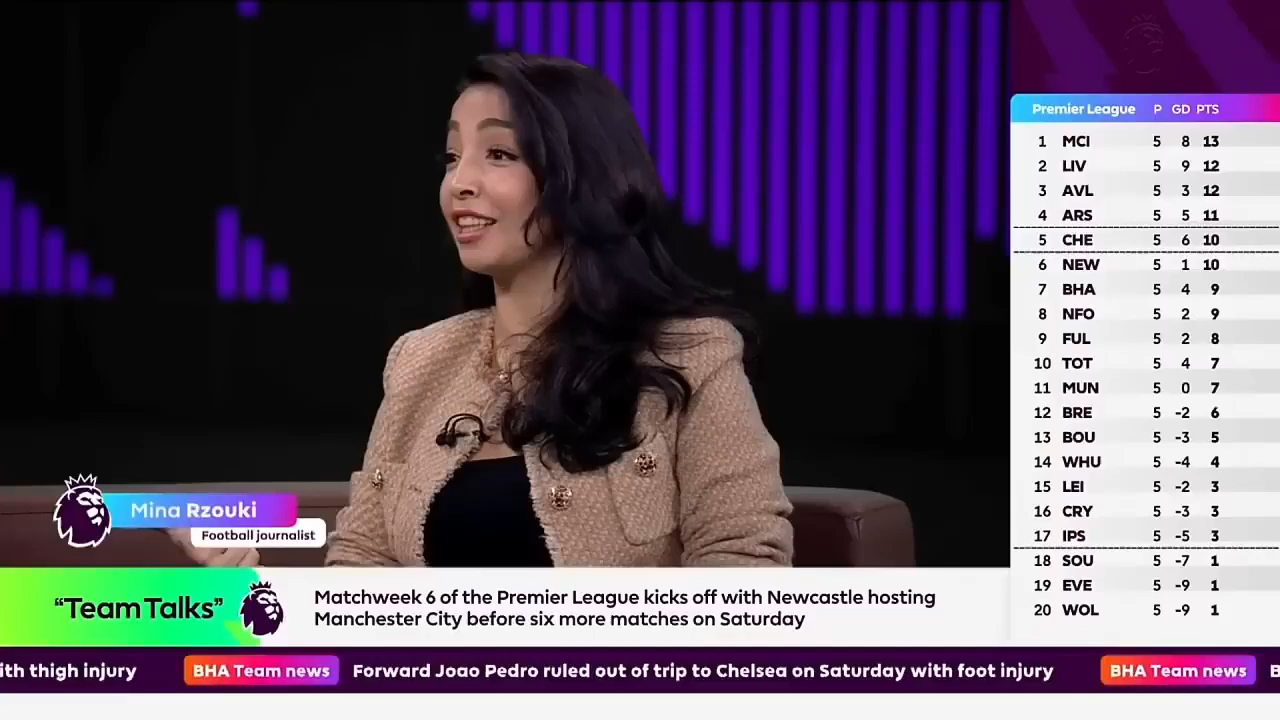 Premier League P GD PTS
1 MCI 5 8 13
2 LIV 5 9 12
3 AVL 5 3 12
4 ARS 5 5 11
5 CHE 5 6 10
6 NEW 5 1 10
7 BHA 5 4 9
8 NFO 5 2 9
9 FUL 5 2 8
10 TOT 5 4 7
11 MUN 5 0 7
12 BRE 5 -2 6
13 BOU 5 -3 5
14 WHU 5 -4 4
15 LEI 5 -2 3
16 CRY 5 -3 3
17 IPS 5 -5 3
18 SOU 5 -7 1
19 EVE 5 -9 1
20 WOL 5 -9 1
Mina Rzouki
Football journalist
“Team Talks”
Matchweek 6 of the Premier League kicks off with Newcastle hosting
Manchester City before six more matches on Saturday
ith thigh injury BHA Team news Forward Joao Pedro ruled out of trip to Chelsea on Saturday with foot injury BHA Team news